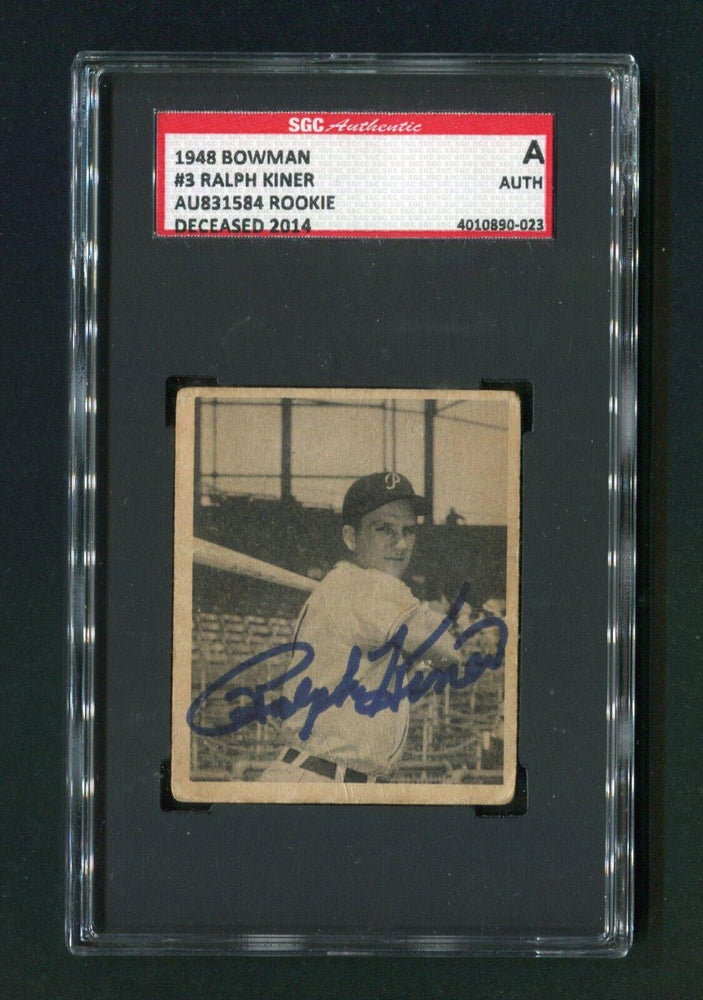 SGC Authentic
1948 BOWMAN A
#3 RALPH KINER AUTH
AU831584 ROOKIE
DECEASED 2014 4010890-023
P
Ralph Kiner